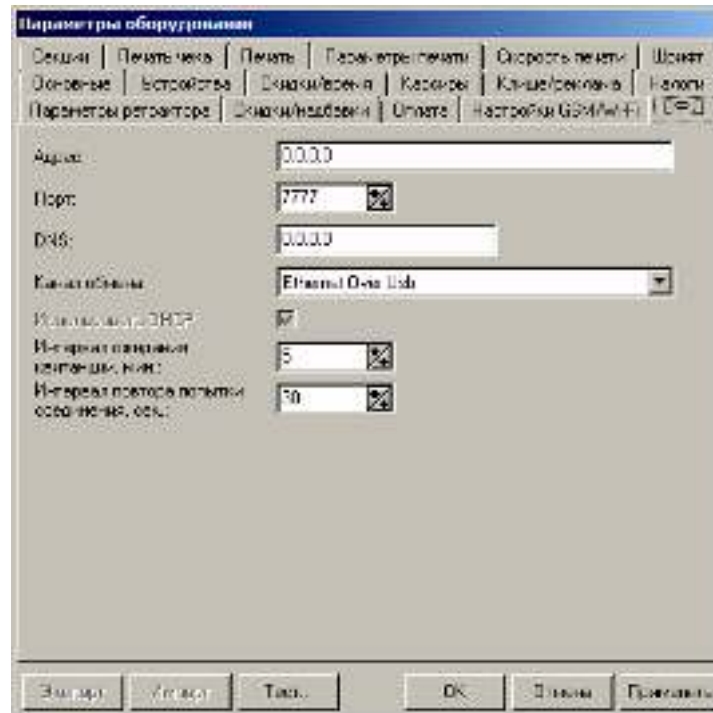 Параметры оборудования
Секции Печать чека Печать Параметры печати Скорость печати Шрифт
Основные Устройства Скидки/время Кассиры Клише/реклама Налоги
Параметры ретрактора Скидки/надбавки Оплата Настройки GSM/Wi-Fi
Адрес: 0.0.0.0
Порт: 7777
DNS: 0.0.0.0
Канал обмена: Ethernet Over Usb
Использовать DHCP
Интервал ожидания
квитанции, мин.: 5
Интервал повтора попытки
соединения, сек.: 30
Экспорт Импорт Тест... OK Отмена Применить